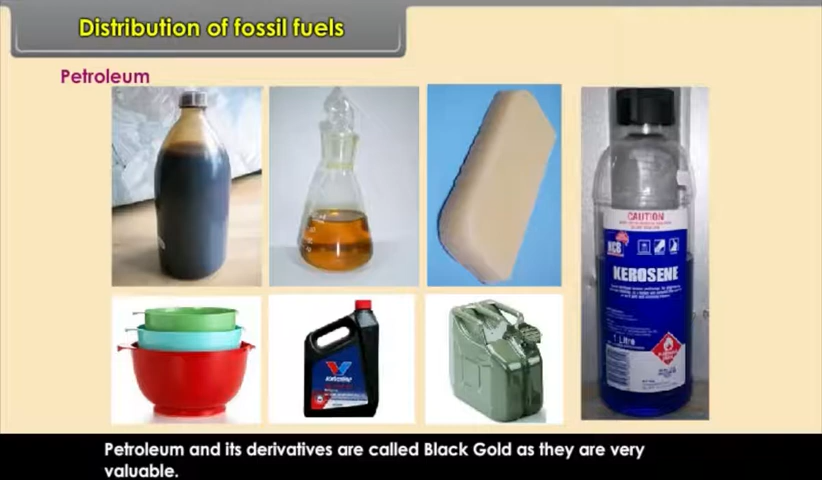 Distribution of fossil fuels
Petroleum
CAUTION
KEROSENE
1 Litre
Petroleum and its derivatives are called Black Gold as they are very
valuable.